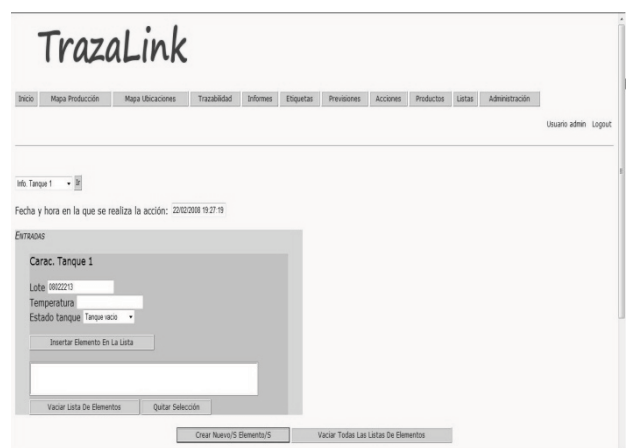 TrazaLink
Inicio Mapa Producción Mapa Ubicaciones Trazabilidad Informes Etiquetas Previsiones Acciones Productos Listas Administración
Usuario admin Logout
Info. Tanque 1 Ir
Fecha y hora en la que se realiza la acción: 22/02/2008 19:27:19
ENTRADAS
Carac. Tanque 1
Lote 08022213
Temperatura
Estado tanque Tanque vacio
Insertar Elemento En La Lista
Vaciar Lista De Elementos Quitar Selección
Crear Nuevo/S Elemento/S Vaciar Todas Las Listas De Elementos